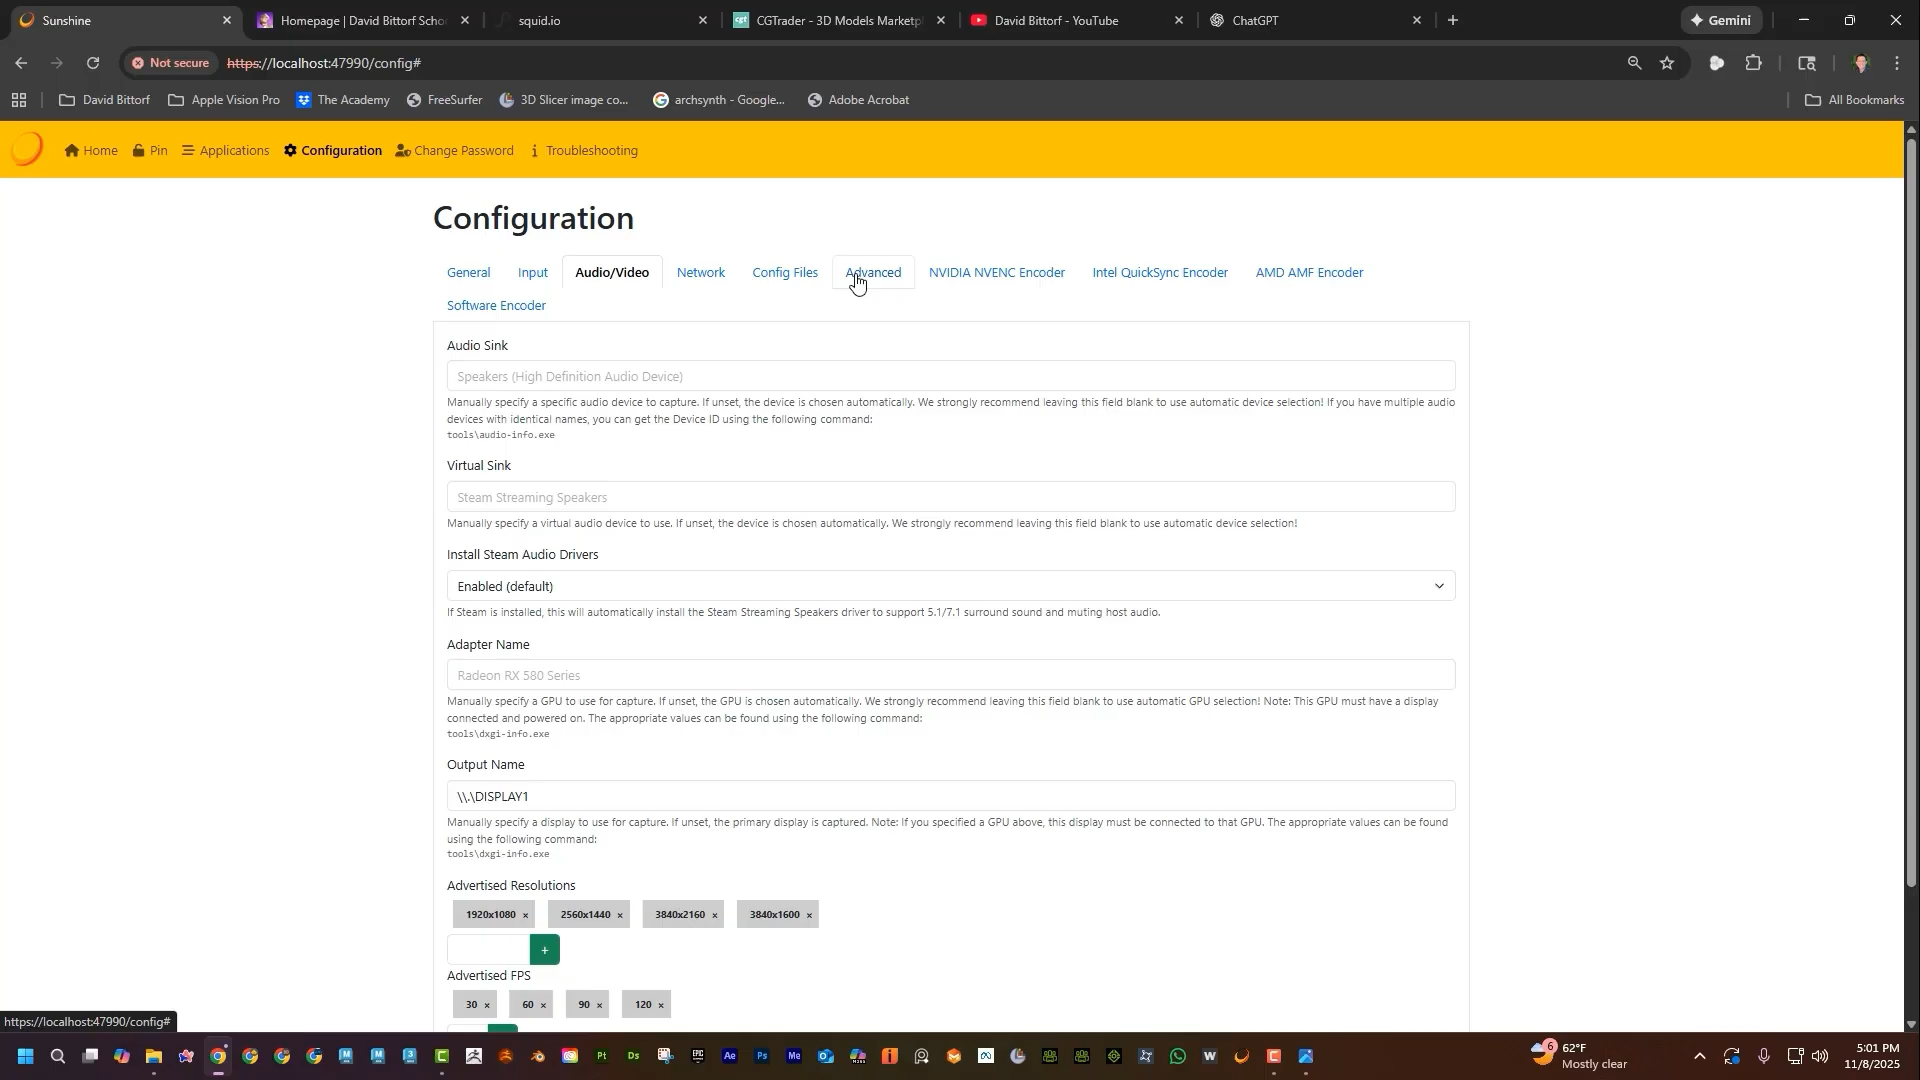 Sunshine
Homepage | David Bittorf Schoo
squid.io
CGTrader - 3D Models Marketpl
David Bittorf - YouTube
ChatGPT
Gemini
Not secure
https://localhost:47990/config#
David Bittorf
Apple Vision Pro
The Academy
FreeSurfer
3D Slicer image co...
archsynth - Google...
Adobe Acrobat
All Bookmarks
Home
Pin
Applications
Configuration
Change Password
Troubleshooting
Configuration
General
Input
Audio/Video
Network
Config Files
Advanced
NVIDIA NVENC Encoder
Intel QuickSync Encoder
AMD AMF Encoder
Software Encoder
Audio Sink
Speakers (High Definition Audio Device)
Manually specify a specific audio device to capture. If unset, the device is chosen automatically. We strongly recommend leaving this field blank to use automatic device selection! If you have multiple audio
devices with identical names, you can get the Device ID using the following command:
tools\audio-info.exe
Virtual Sink
Steam Streaming Speakers
Manually specify a virtual audio device to use. If unset, the device is chosen automatically. We strongly recommend leaving this field blank to use automatic device selection!
Install Steam Audio Drivers
Enabled (default)
If Steam is installed, this will automatically install the Steam Streaming Speakers driver to support 5.1/7.1 surround sound and muting host audio.
Adapter Name
Radeon RX 580 Series
Manually specify a GPU to use for capture. If unset, the GPU is chosen automatically. We strongly recommend leaving this field blank to use automatic GPU selection! Note: This GPU must have a display
connected and powered on. The appropriate values can be found using the following command:
tools\dxgi-info.exe
Output Name
\\.\DISPLAY1
Manually specify a display to use for capture. If unset, the primary display is captured. Note: If you specified a GPU above, this display must be connected to that GPU. The appropriate values can be found
using the following command:
tools\dxgi-info.exe
Advertised Resolutions
1920x1080 ×
2560x1440 ×
3840x2160 ×
3840x1600 ×
+
Advertised FPS
30 ×
60 ×
90 ×
120 ×
https://localhost:47990/config#
62°F
Mostly clear
5:01 PM
11/8/2025